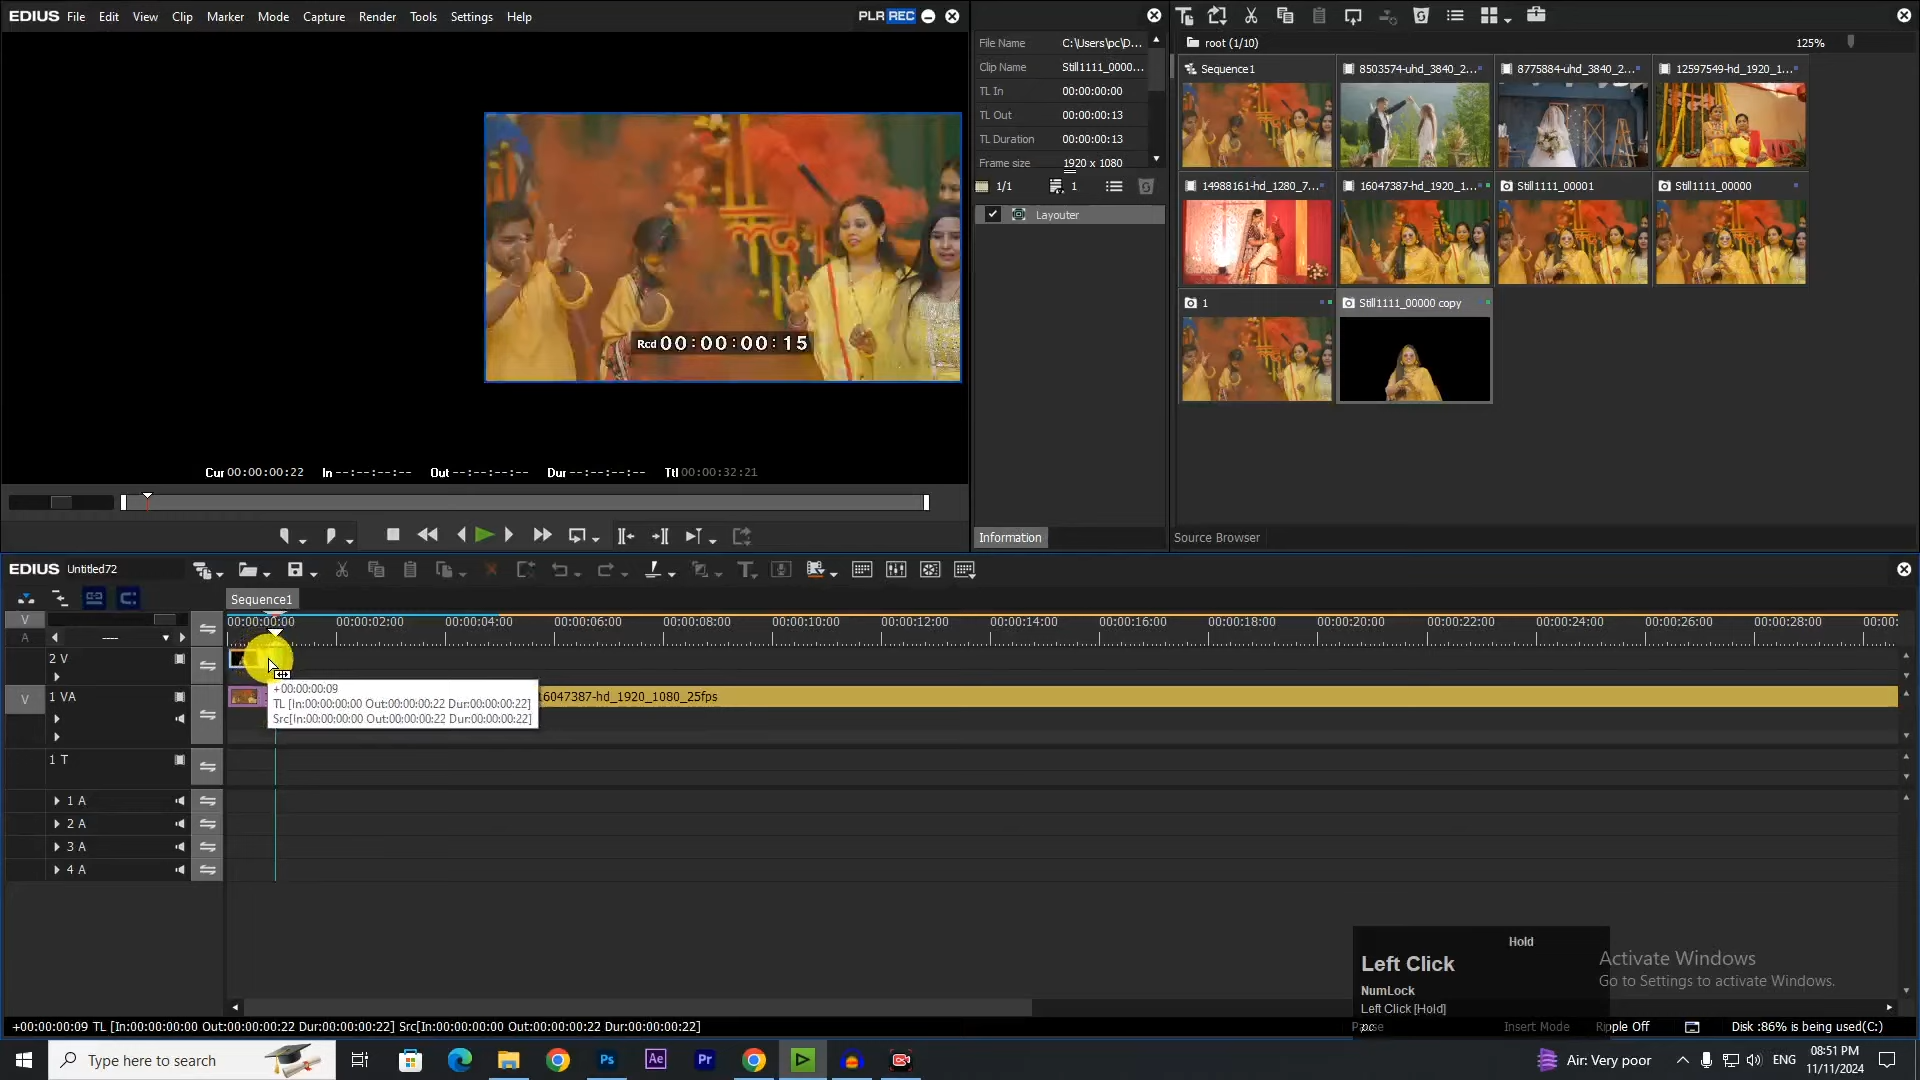 EDIUS File Edit View Clip Marker Mode Capture Render Tools Settings Help
PLR REC
File Name C:\Users\pc\D...
Clip Name Still1111_0000...
TL In 00:00:00:00
TL Out 00:00:00:13
TL Duration 00:00:00:13
Frame size 1920 x 1080
1/1 1
Layouter
Information
root (1/10)
125%
Sequence1
8503574-uhd_3840_2...
8775884-uhd_3840_2...
12597549-hd_1920_1...
14988161-hd_1280_7...
16047387-hd_1920_1...
Still1111_00001
Still1111_00000
1
Still1111_00000 copy
Source Browser
Rcd 00:00:00:15
Cur 00:00:00:22 In --:--:--:-- Out --:--:--:-- Dur --:--:--:-- Ttl 00:00:32:21
EDIUS Untitled72
Sequence1
V
A
----
00:00:00:00 00:00:02:00 00:00:04:00 00:00:06:00 00:00:08:00 00:00:10:00 00:00:12:00 00:00:14:00 00:00:16:00 00:00:18:00 00:00:20:00 00:00:22:00 00:00:24:00 00:00:26:00 00:00:28:00 00:00:
2 V
V
1 VA
16047387-hd_1920_1080_25fps
+00:00:00:09
TL [In:00:00:00:00 Out:00:00:00:22 Dur:00:00:00:22]
Src[In:00:00:00:00 Out:00:00:00:22 Dur:00:00:00:22]
1 T
1 A
2 A
3 A
4 A
Hold
Left Click
NumLock
Left Click [Hold]
Activate Windows
Go to Settings to activate Windows.
+00:00:00:09 TL [In:00:00:00:00 Out:00:00:00:22 Dur:00:00:00:22] Src[In:00:00:00:00 Out:00:00:00:22 Dur:00:00:00:22]
Insert Mode
Ripple Off
Disk :86% is being used(C:)
Type here to search
Ps
Ae
Pr
Air: Very poor
ENG
08:51 PM
11/11/2024